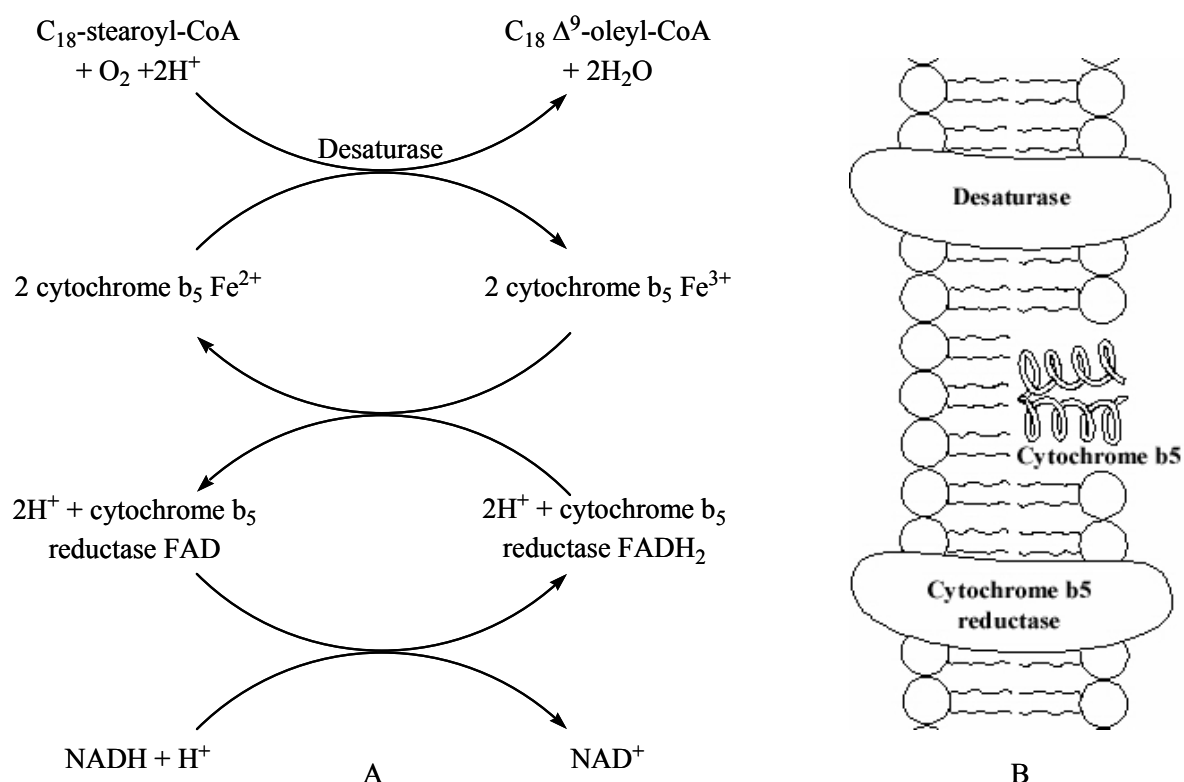 C₁₈-stearoyl-CoA
+ O₂ +2H⁺
C₁₈ Δ⁹-oleyl-CoA
+ 2H₂O
Desaturase
2 cytochrome b₅ Fe²⁺
2 cytochrome b₅ Fe³⁺
2H⁺ + cytochrome b₅
reductase FAD
2H⁺ + cytochrome b₅
reductase FADH₂
NADH + H⁺
NAD⁺
A
Desaturase
Cytochrome b5
Cytochrome b5
reductase
B